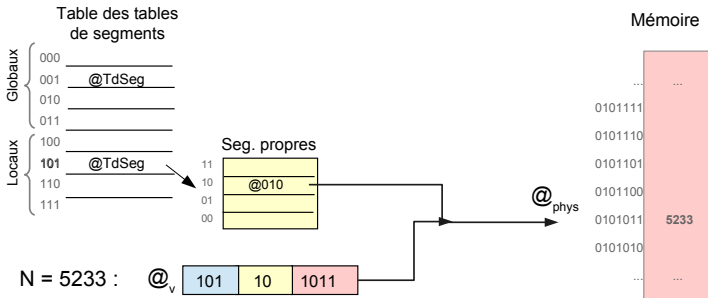 Table des tables
de segments
Mémoire
Globaux
000
001 @TdSeg
010
011
Locaux
100
101 @TdSeg
110
111
Seg. propres
11
10 @010
01
00
@phys
... ...
0101111
0101110
0101101
0101100
0101011 5233
0101010
... ...
N = 5233 : @v 101 10 1011